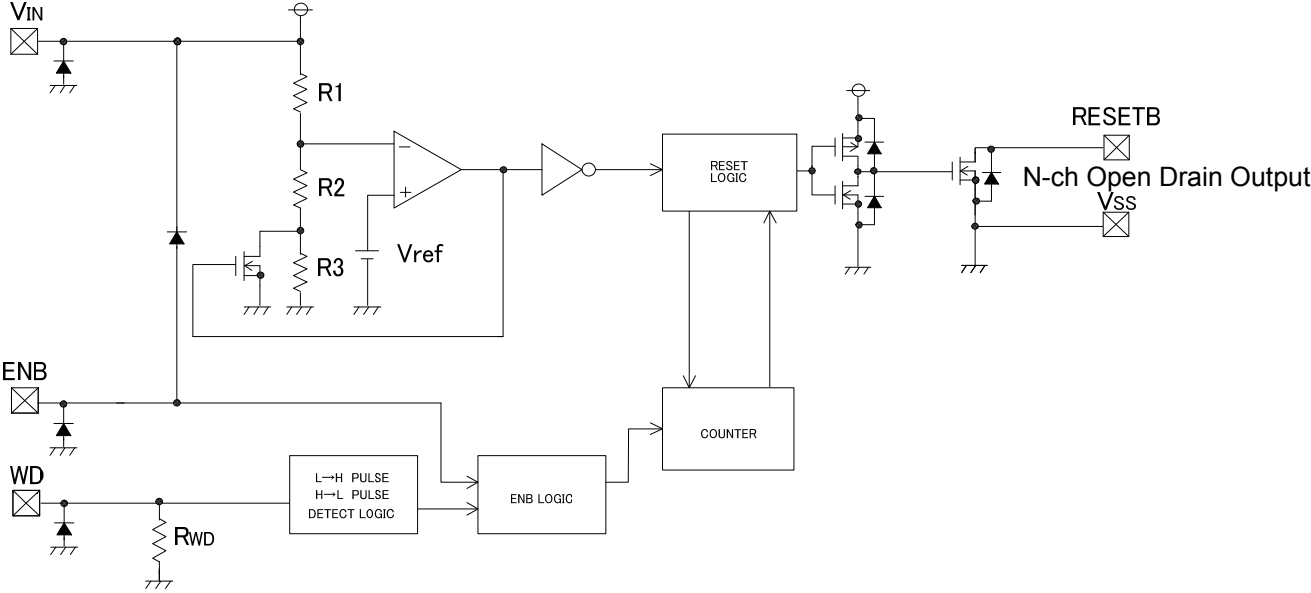 VIN
R1
RESETB
R2
RESET
LOGIC
N-ch Open Drain Output
VSS
R3
Vref
ENB
COUNTER
WD
L→H PULSE
H→L PULSE
DETECT LOGIC
ENB LOGIC
RWD